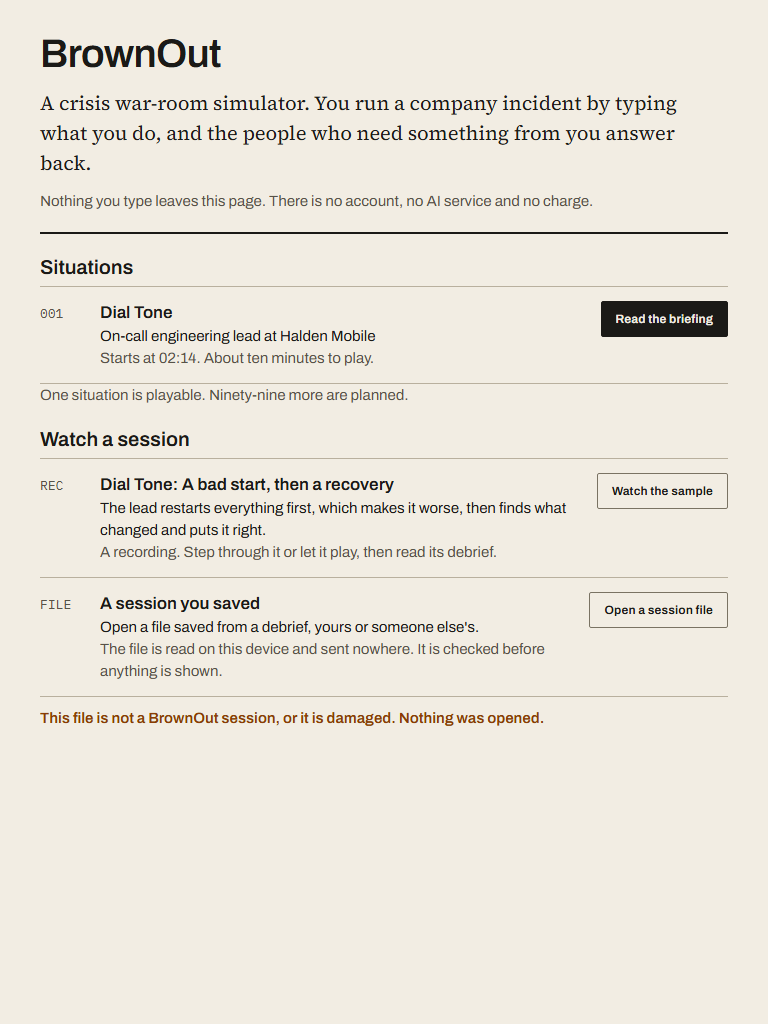 BrownOut
A crisis war-room simulator. You run a company incident by typing
what you do, and the people who need something from you answer
back.
Nothing you type leaves this page. There is no account, no AI service and no charge.
Situations
001
Dial Tone
Read the briefing
On-call engineering lead at Halden Mobile
Starts at 02:14. About ten minutes to play.
One situation is playable. Ninety-nine more are planned.
Watch a session
REC
Dial Tone: A bad start, then a recovery
Watch the sample
The lead restarts everything first, which makes it worse, then finds what
changed and puts it right.
A recording. Step through it or let it play, then read its debrief.
FILE
A session you saved
Open a session file
Open a file saved from a debrief, yours or someone else's.
The file is read on this device and sent nowhere. It is checked before
anything is shown.
This file is not a BrownOut session, or it is damaged. Nothing was opened.